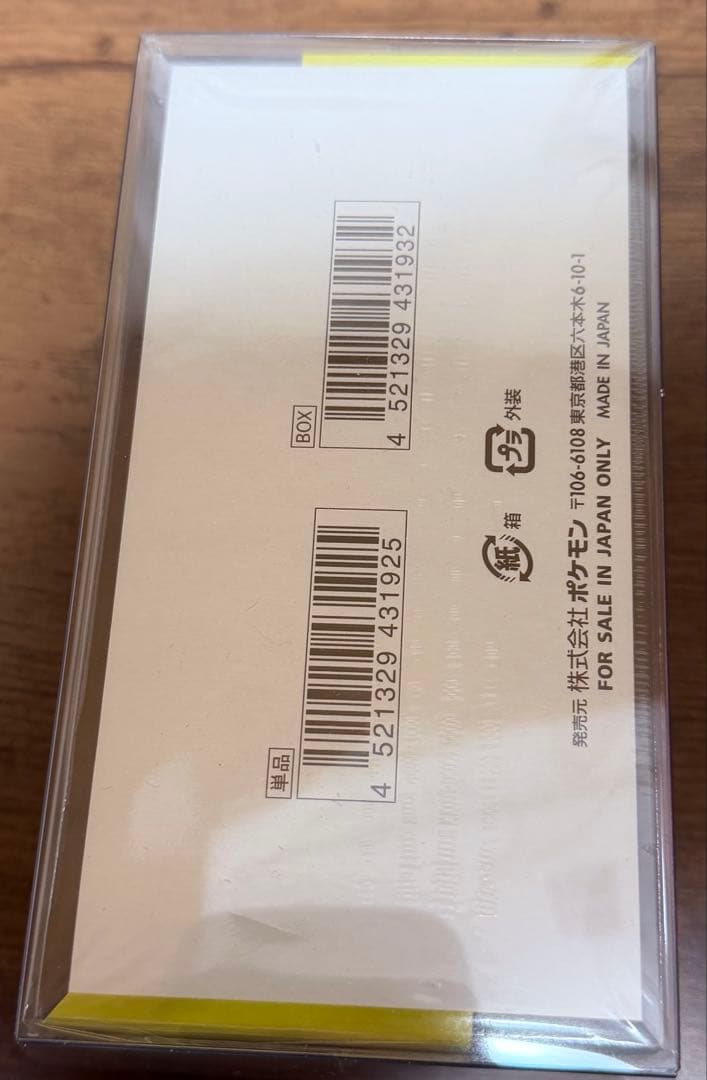 単品
4 521329 431925
BOX
4 521329 431932
紙 箱
プラ 外装
発売元 株式会社 ポケモン 〒106-6108 東京都港区六本木6-10-1
FOR SALE IN JAPAN ONLY MADE IN JAPAN